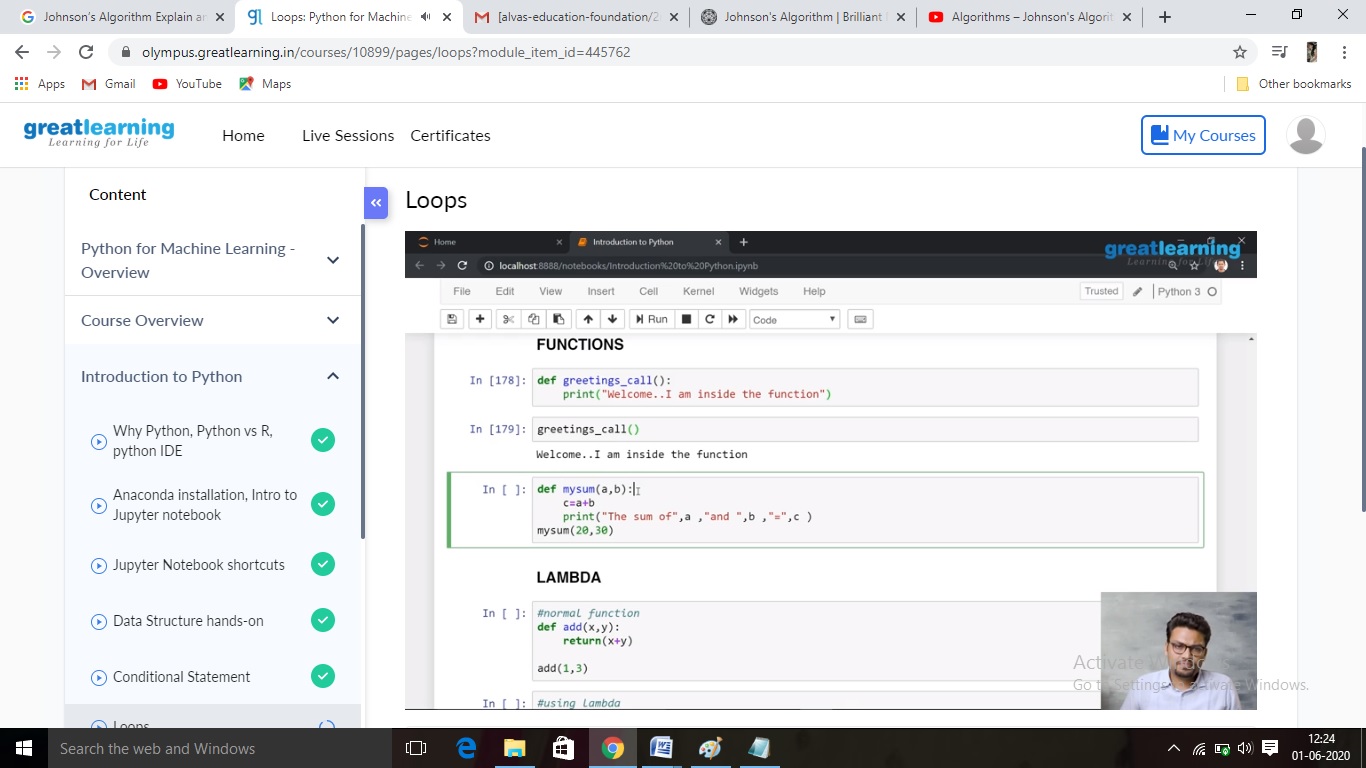 Johnson's Algorithm Explain an
Loops: Python for Machine
[alvas-education-foundation/2
Johnson's Algorithm | Brilliant
Algorithms – Johnson's Algorit
olympus.greatlearning.in/courses/10899/pages/loops?module_item_id=445762
Apps
Gmail
YouTube
Maps
Other bookmarks
greatlearning
Learning for Life
Home
Live Sessions
Certificates
My Courses
Content
Python for Machine Learning -
Overview
Course Overview
Introduction to Python
Why Python, Python vs R,
python IDE
Anaconda installation, Intro to
Jupyter notebook
Jupyter Notebook shortcuts
Data Structure hands-on
Conditional Statement
Loops
Loops
Home
Introduction to Python
greatlearning
Learning for Life
localhost:8888/notebooks/Introduction%20to%20Python.ipynb
File Edit View Insert Cell Kernel Widgets Help
Trusted
Python 3
Run
Code
FUNCTIONS
In [178]: def greetings_call():
print("Welcome..I am inside the function")
In [179]: greetings_call()
Welcome..I am inside the function
In [ ]: def mysum(a,b):
c=a+b
print("The sum of",a ,"and ",b ,"=",c )
mysum(20,30)
LAMBDA
In [ ]: #normal function
def add(x,y):
return(x+y)
add(1,3)
In [ ]: #using lambda
Activate Windows
Go to Settings to activate Windows.
Search the web and Windows
12:24
01-06-2020